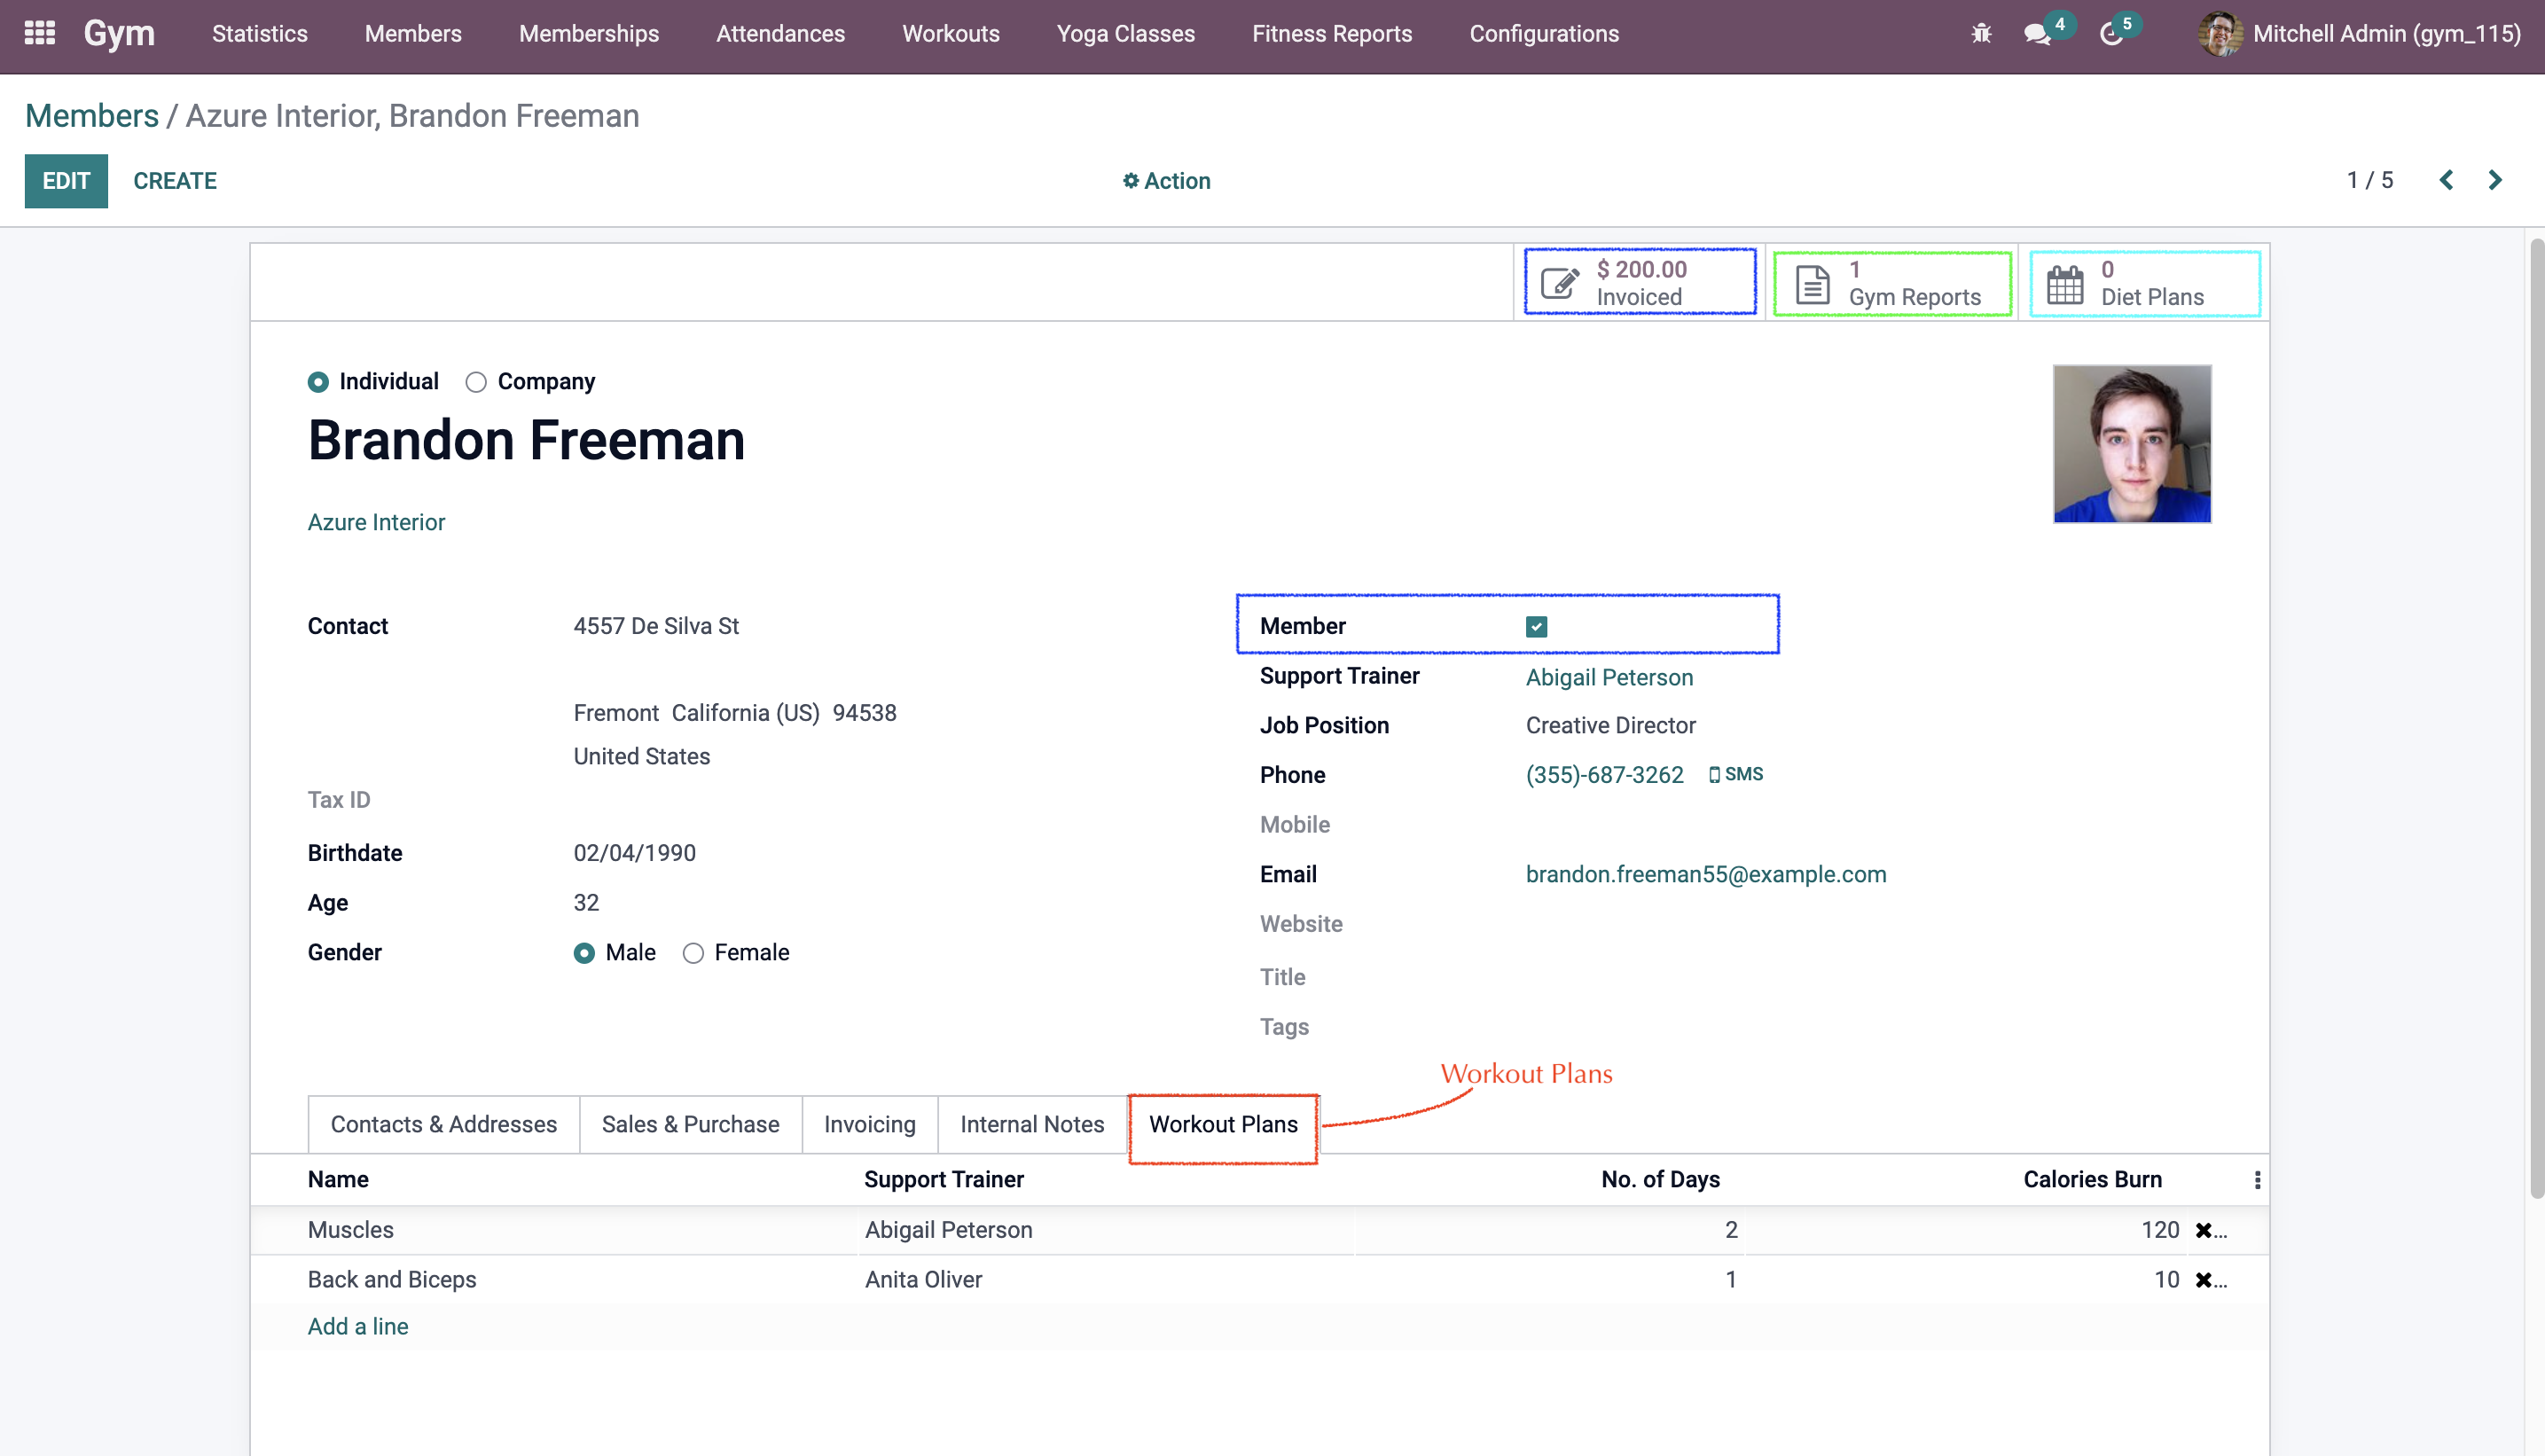 Gym Statistics Members Memberships Attendances Workouts Yoga Classes Fitness Reports Configurations 4 5 Mitchell Admin (gym_115)
Members / Azure Interior, Brandon Freeman
EDIT CREATE Action 1 / 5
$ 200.00 1 0
Invoiced Gym Reports Diet Plans
Individual Company
Brandon Freeman
Azure Interior
Contact 4557 De Silva St Member
Support Trainer Abigail Peterson
Fremont California (US) 94538 Job Position Creative Director
United States Phone (355)-687-3262 SMS
Tax ID Mobile
Birthdate 02/04/1990 Email brandon.freeman55@example.com
Age 32 Website
Gender Male Female Title
Tags
Workout Plans
Contacts & Addresses Sales & Purchase Invoicing Internal Notes Workout Plans
Name Support Trainer No. of Days Calories Burn
Muscles Abigail Peterson 2 120 ...
Back and Biceps Anita Oliver 1 10 ...
Add a line